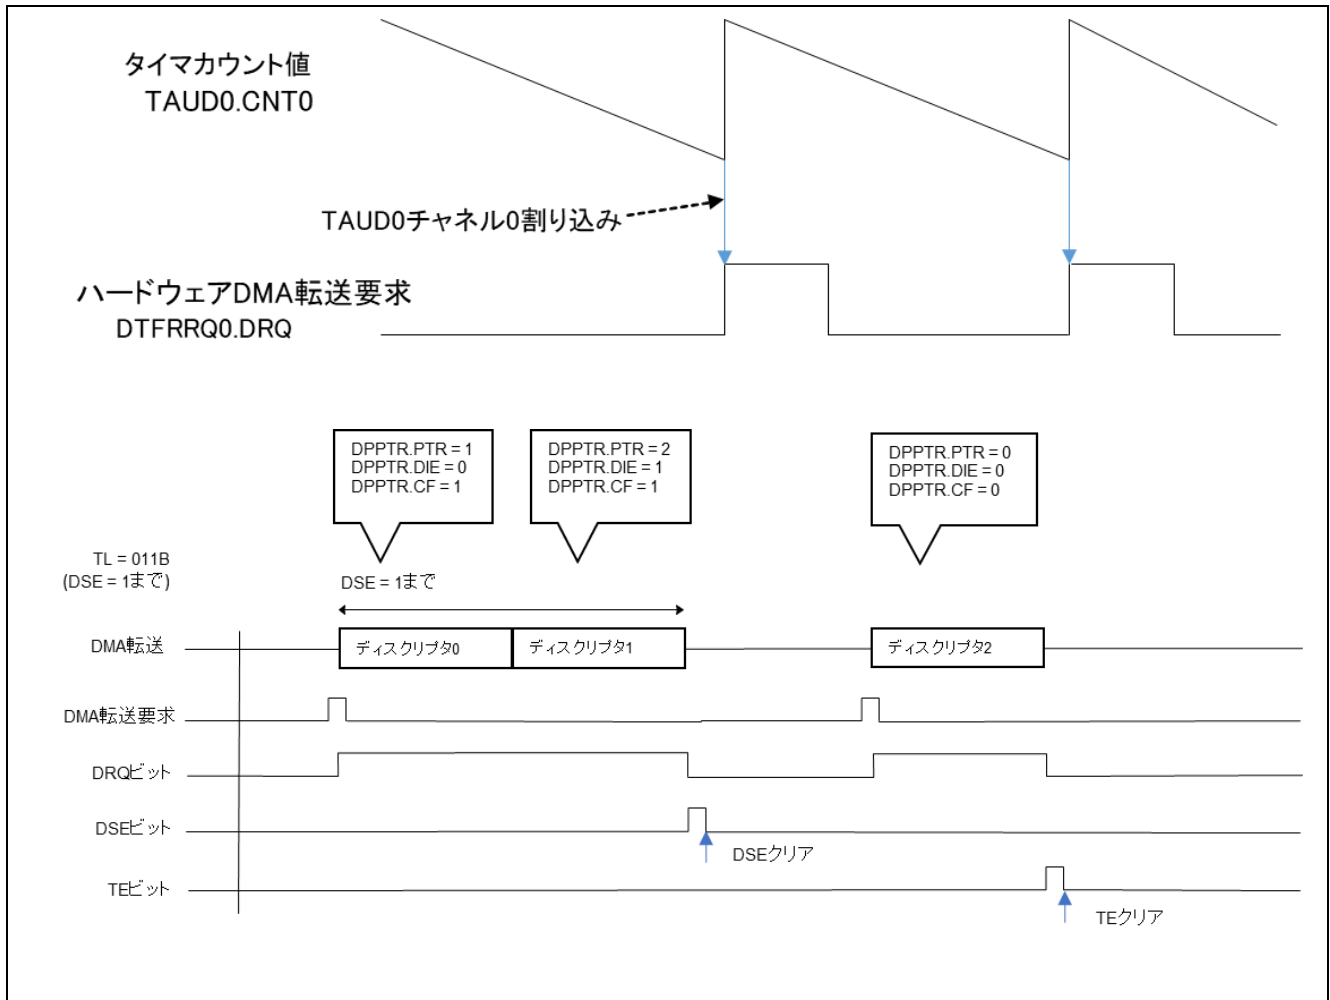 タイマカウント値
TAUD0.CNT0
TAUD0チャネル0割り込み
ハードウェアDMA転送要求
DTFRRQ0.DRQ
DPPTR.PTR = 1
DPPTR.DIE = 0
DPPTR.CF = 1
DPPTR.PTR = 2
DPPTR.DIE = 1
DPPTR.CF = 1
DPPTR.PTR = 0
DPPTR.DIE = 0
DPPTR.CF = 0
TL = 011B
(DSE = 1まで)
DSE = 1まで
DMA転送
ディスクリプタ0
ディスクリプタ1
ディスクリプタ2
DMA転送要求
DRQビット
DSEビット
DSEクリア
TEビット
TEクリア